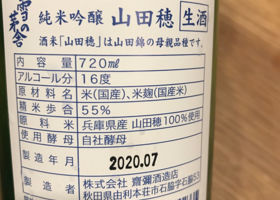 雪の茅舎
純米吟醸 山田穂 生酒
酒米「山田穂」は山田錦の母親品種です。
内容量 720ml
アルコール分 16度
原材料名 米(国産)、米麹(国産米)
精米歩合 55%
原料米 兵庫県産 山田穂100%使用
使用酵母 自社酵母
製造年月 2020.07
製造者 株式会社 齋彌酒造店
秋田県由利本荘市石脇字石脇53